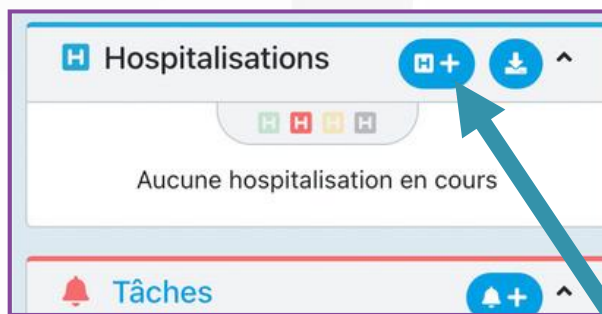 H Hospitalisations H+
H H H H
Aucune hospitalisation en cours
Tâches +